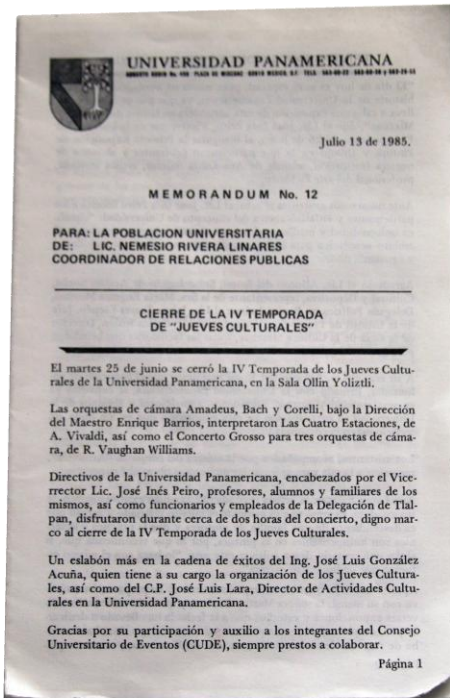 UNIVERSIDAD PANAMERICANA
AUGUSTO RODIN No. 498 PLAZA DE MIXCOAC 03910 MEXICO, D.F. TELS.
Julio 13 de 1985.
MEMORANDUM No. 12
PARA: LA POBLACION UNIVERSITARIA
DE: LIC. NEMESIO RIVERA LINARES
COORDINADOR DE RELACIONES PUBLICAS
CIERRE DE LA IV TEMPORADA
DE "JUEVES CULTURALES"
El martes 25 de junio se cerró la IV Temporada de los Jueves Cultu-
rales de la Universidad Panamericana, en la Sala Ollin Yoliztli.
Las orquestas de cámara Amadeus, Bach y Corelli, bajo la Dirección
del Maestro Enrique Barrios, interpretaron Las Cuatro Estaciones, de
A. Vivaldi, así como el Concerto Grosso para tres orquestas de cáma-
ra, de R. Vaughan Williams.
Directivos de la Universidad Panamericana, encabezados por el Vice-
rrector Lic. José Inés Peiro, profesores, alumnos y familiares de los
mismos, así como funcionarios y empleados de la Delegación de Tlal-
pan, disfrutaron durante cerca de dos horas del concierto, digno mar-
co al cierre de la IV Temporada de los Jueves Culturales.
Un eslabón más en la cadena de éxitos del Ing. José Luis González
Acuña, quien tiene a su cargo la organización de los Jueves Cultura-
les, así como del C.P. José Luis Lara, Director de Actividades Cultu-
rales en la Universidad Panamericana.
Gracias por su participación y auxilio a los integrantes del Consejo
Universitario de Eventos (CUDE), siempre prestos a colaborar.
Página 1